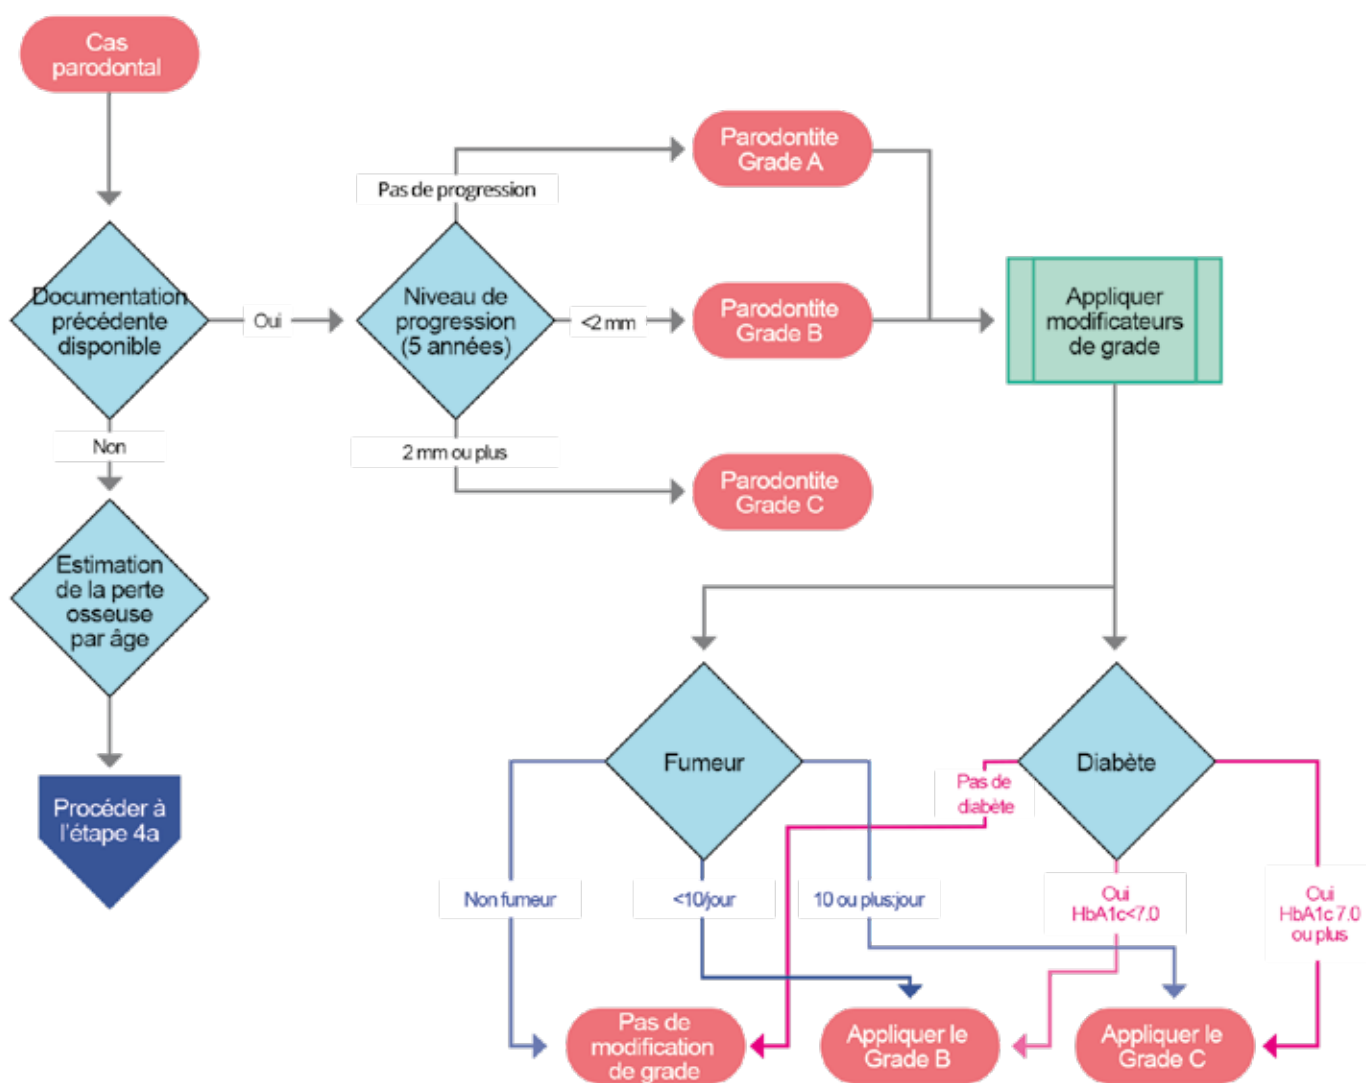 Cas
parodontal
Documentation
précédente
disponible
Oui
Non
Estimation
de la perte
osseuse
par âge
Procéder à
l'étape 4a
Niveau de
progression
(5 années)
Pas de progression
<2 mm
2 mm ou plus
Parodontite
Grade A
Parodontite
Grade B
Parodontite
Grade C
Appliquer
modificateurs
de grade
Fumeur
Diabète
Non fumeur
<10/jour
10 ou plus;jour
Pas de
diabète
Oui
HbA1c<7.0
Oui
HbA1c 7.0
ou plus
Pas de
modification
de grade
Appliquer le
Grade B
Appliquer le
Grade C